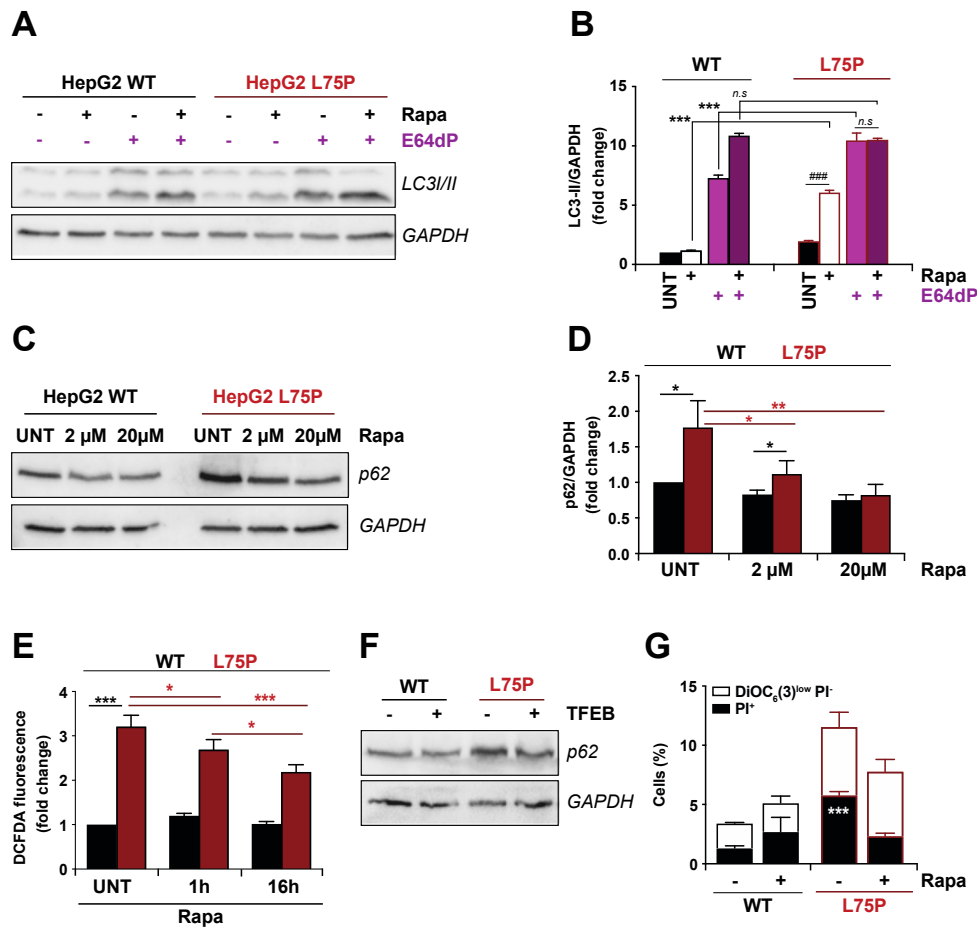 A
HepG2 WT HepG2 L75P
- + - + - + - + Rapa
- - + + - - + + E64dP
LC3I/II
GAPDH
B
WT L75P
LC3-II/GAPDH
(fold change)
15
10
5
0
***
***
n.s
n.s
###
UNT + + UNT + + Rapa
+ + + + E64dP
C
HepG2 WT HepG2 L75P
UNT 2 µM 20µM UNT 2 µM 20µM Rapa
p62
GAPDH
D
WT L75P
p62/GAPDH
(fold change)
2.5
2.0
1.5
1.0
0.5
0.0
*
**
*
*
UNT 2 µM 20µM Rapa
E
WT L75P
DCFDA fluorescence
(fold change)
4
3
2
1
0
***
*
***
*
UNT 1h 16h
Rapa
F
WT L75P
- + - + TFEB
p62
GAPDH
G
DiOC6(3)low PI-
PI+
Cells (%)
15
10
5
0
***
- + - + Rapa
WT L75P